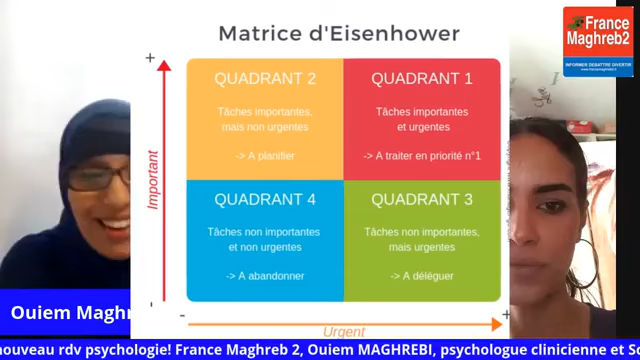 Matrice d'Eisenhower
France
Maghreb2
INFORMER DEBATTRE DIVERTIR
+
QUADRANT 2
Tâches importantes,
mais non urgentes
-> A planifier
QUADRANT 1
Tâches importantes
et urgentes
-> A traiter en priorité n°1
Important
QUADRANT 4
Tâches non importantes
et non urgentes
-> A abandonner
QUADRANT 3
Tâches non importantes,
mais urgentes
-> A déléguer
- +
Urgent
Ouiem Magh
nouveau rdv psychologie! France Maghreb 2, Ouiem MAGHREBI, psychologue clinicienne et